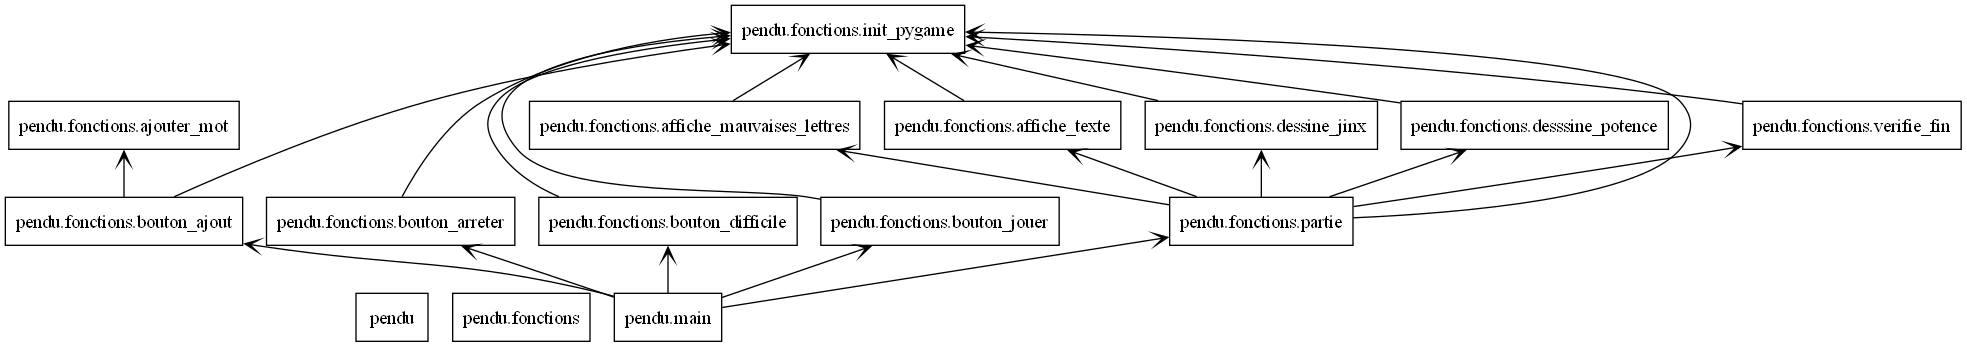 pendu.fonctions.init_pygame
pendu.fonctions.ajouter_mot
pendu.fonctions.affiche_mauvaises_lettres
pendu.fonctions.affiche_texte
pendu.fonctions.dessine_jinx
pendu.fonctions.desssine_potence
pendu.fonctions.verifie_fin
pendu.fonctions.bouton_ajout
pendu.fonctions.bouton_arreter
pendu.fonctions.bouton_difficile
pendu.fonctions.bouton_jouer
pendu.fonctions.partie
pendu
pendu.fonctions
pendu.main